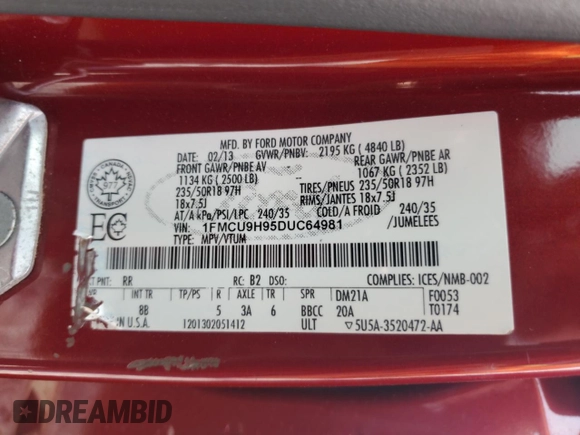 MFD. BY FORD MOTOR COMPANY
DATE: 02/13 GVWR/PNBV: 2195 KG ( 4840 LB)
FRONT GAWR/PNBE AV -- REAR GAWR/PNBE AR
1134 KG ( 2500 LB) 1067 KG ( 2352 LB)
235/50R18 97H TIRES/PNEUS 235/50R18 97H
18x7.5J RIMS/JANTES 18x7.5J
AT/A kPa/PSI/LPC 240/35 COLD/A FROID 240/35
VIN: 1FMCU9H95DUC64981 /JUMELEES
TYPE: MPV/VTUM
EC
CANADA
977
T
PNT: RR RC: B2 DSO: COMPLIES: ICES/NMB-002
INT TR TP/PS R AXLE TR SPR DM21A F0053
8B 5 3A 6 BBCC 20A T0174
IN U.S.A. 1201302051412 ULT ▽5U5A-3520472-AA
DREAMBID